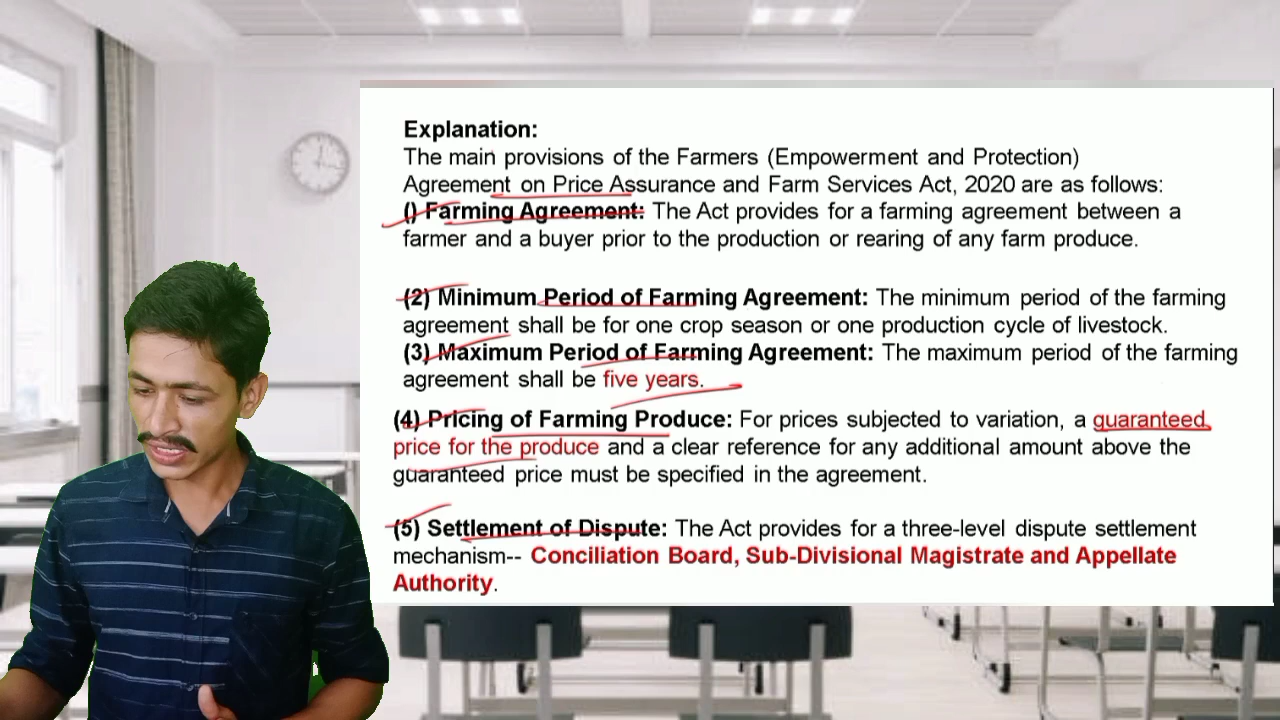 Explanation:
The main provisions of the Farmers (Empowerment and Protection)
Agreement on Price Assurance and Farm Services Act, 2020 are as follows:
() Farming Agreement: The Act provides for a farming agreement between a
farmer and a buyer prior to the production or rearing of any farm produce.
(2) Minimum Period of Farming Agreement: The minimum period of the farming
agreement shall be for one crop season or one production cycle of livestock.
(3) Maximum Period of Farming Agreement: The maximum period of the farming
agreement shall be five years.
(4) Pricing of Farming Produce: For prices subjected to variation, a guaranteed
price for the produce and a clear reference for any additional amount above the
guaranteed price must be specified in the agreement.
(5) Settlement of Dispute: The Act provides for a three-level dispute settlement
mechanism-- Conciliation Board, Sub-Divisional Magistrate and Appellate
Authority.